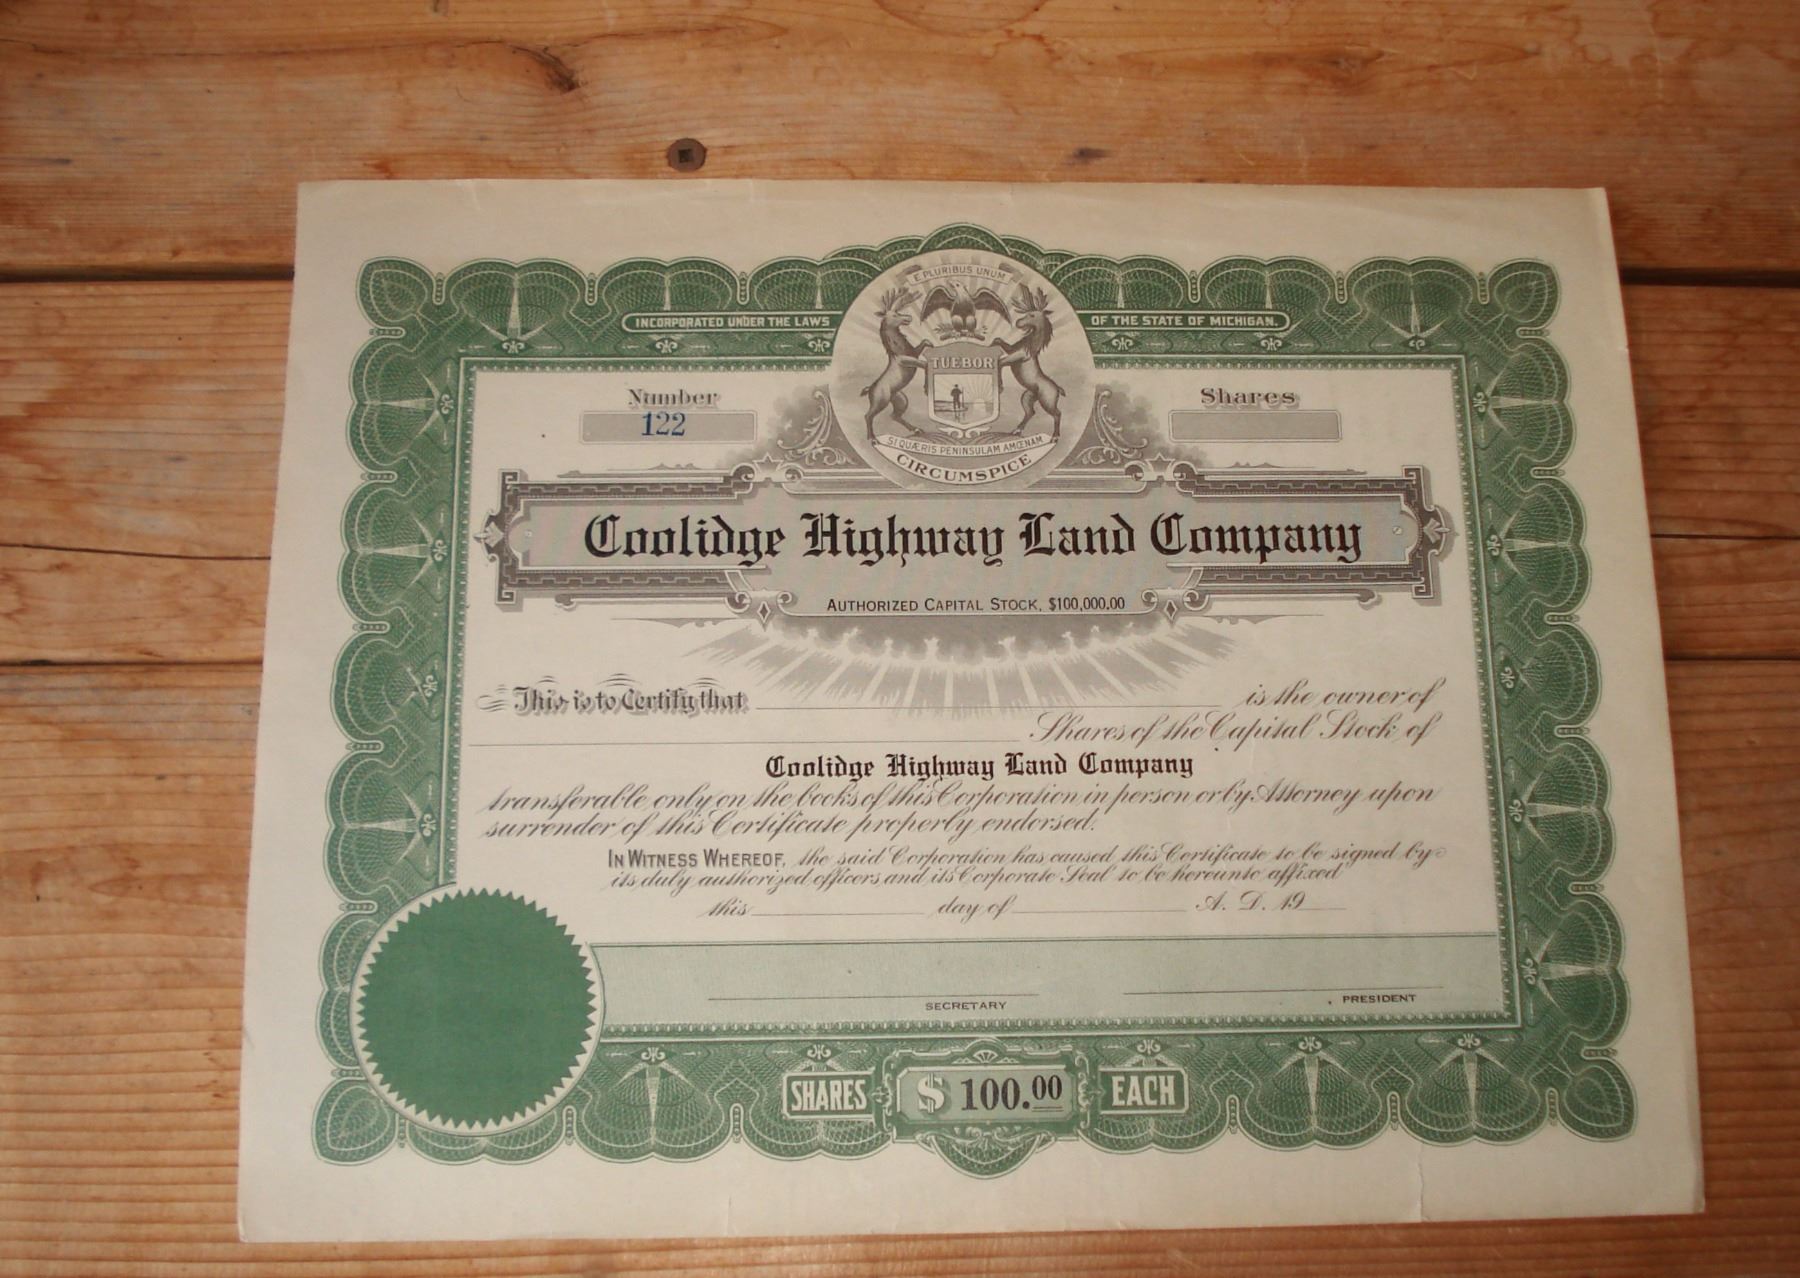 E PLURIBUS UNUM
INCORPORATED UNDER THE LAWS OF THE STATE OF MICHIGAN.
TUEBOR
Number
122
Shares
SI QUÆRIS PENINSULAM AMŒNAM
CIRCUMSPICE
Coolidge Highway Land Company
AUTHORIZED CAPITAL STOCK, $100,000.00
This is to Certify that is the owner of
Shares of the Capital Stock of
Coolidge Highway Land Company
transferable only on the books of this Corporation in person or by Attorney upon
surrender of this Certificate properly endorsed.
IN WITNESS WHEREOF, the said Corporation has caused this Certificate to be signed by
its duly authorized officers and its Corporate Seal to be hereunto affixed
this day of A. D. 19
SECRETARY PRESIDENT
SHARES $ 100.00 EACH